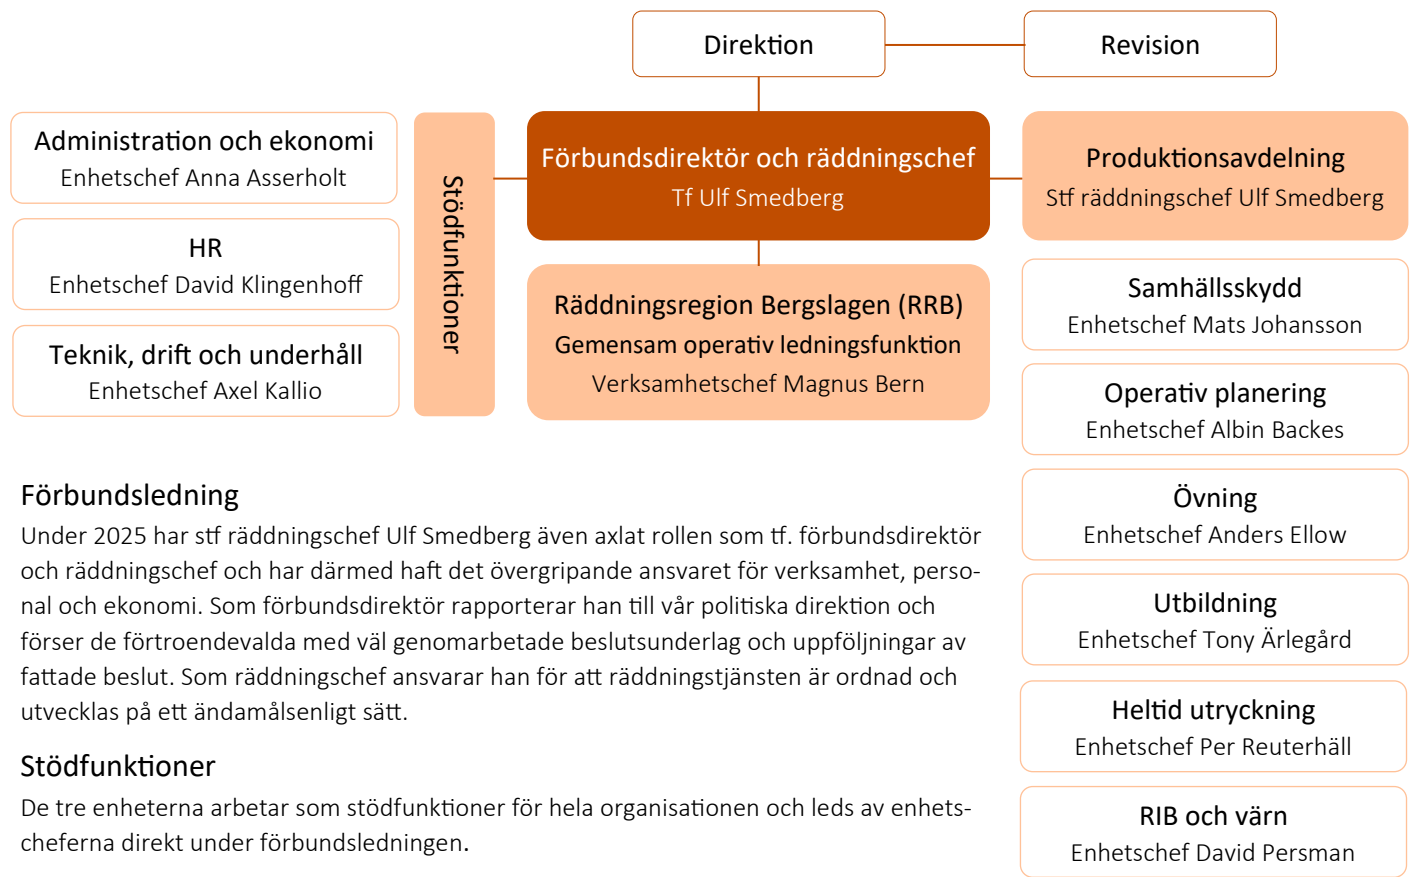 Direktion
Revision
Administration och ekonomi
Enhetschef Anna Asserholt
HR
Enhetschef David Klingenhoff
Teknik, drift och underhåll
Enhetschef Axel Kallio
Stödfunktioner
Förbundsdirektör och räddningschef
Tf Ulf Smedberg
Räddningsregion Bergslagen (RRB)
Gemensam operativ ledningsfunktion
Verksamhetschef Magnus Bern
Produktionsavdelning
Stf räddningschef Ulf Smedberg
Samhällsskydd
Enhetschef Mats Johansson
Operativ planering
Enhetschef Albin Backes
Övning
Enhetschef Anders Ellow
Utbildning
Enhetschef Tony Ärlegård
Heltid utryckning
Enhetschef Per Reuterhäll
RIB och värn
Enhetschef David Persman
Förbundsledning
Under 2025 har stf räddningschef Ulf Smedberg även axlat rollen som tf. förbundsdirektör
och räddningschef och har därmed haft det övergripande ansvaret för verksamhet, perso-
nal och ekonomi. Som förbundsdirektör rapporterar han till vår politiska direktion och
förser de förtroendevalda med väl genomarbetade beslutsunderlag och uppföljningar av
fattade beslut. Som räddningschef ansvarar han för att räddningstjänsten är ordnad och
utvecklas på ett ändamålsenligt sätt.
Stödfunktioner
De tre enheterna arbetar som stödfunktioner för hela organisationen och leds av enhets-
cheferna direkt under förbundsledningen.